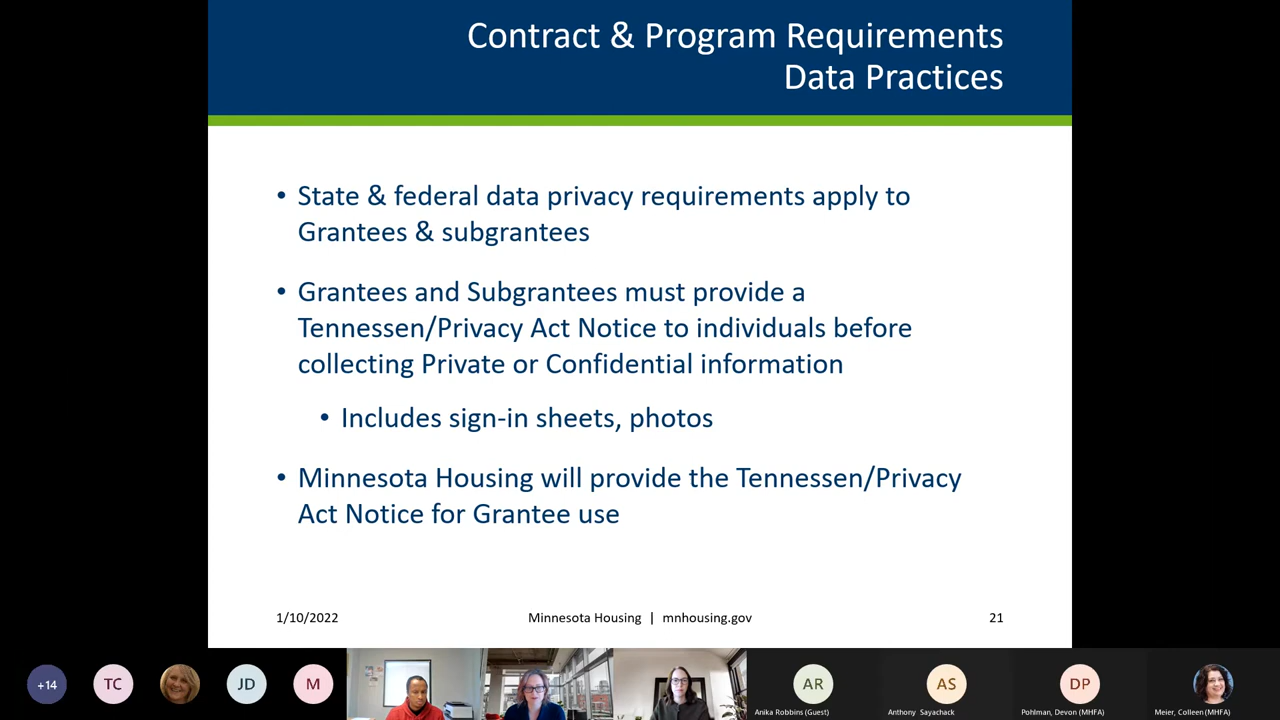 Contract & Program Requirements
Data Practices
• State & federal data privacy requirements apply to
Grantees & subgrantees
• Grantees and Subgrantees must provide a
Tennessen/Privacy Act Notice to individuals before
collecting Private or Confidential information
• Includes sign-in sheets, photos
• Minnesota Housing will provide the Tennessen/Privacy
Act Notice for Grantee use
1/10/2022
Minnesota Housing | mnhousing.gov
21
+14
TC
JD
M
AR
AS
DP
Anika Robbins (Guest)
Anthony Sayachack
Pohlman, Devon (MHFA)
Meier, Colleen (MHFA)